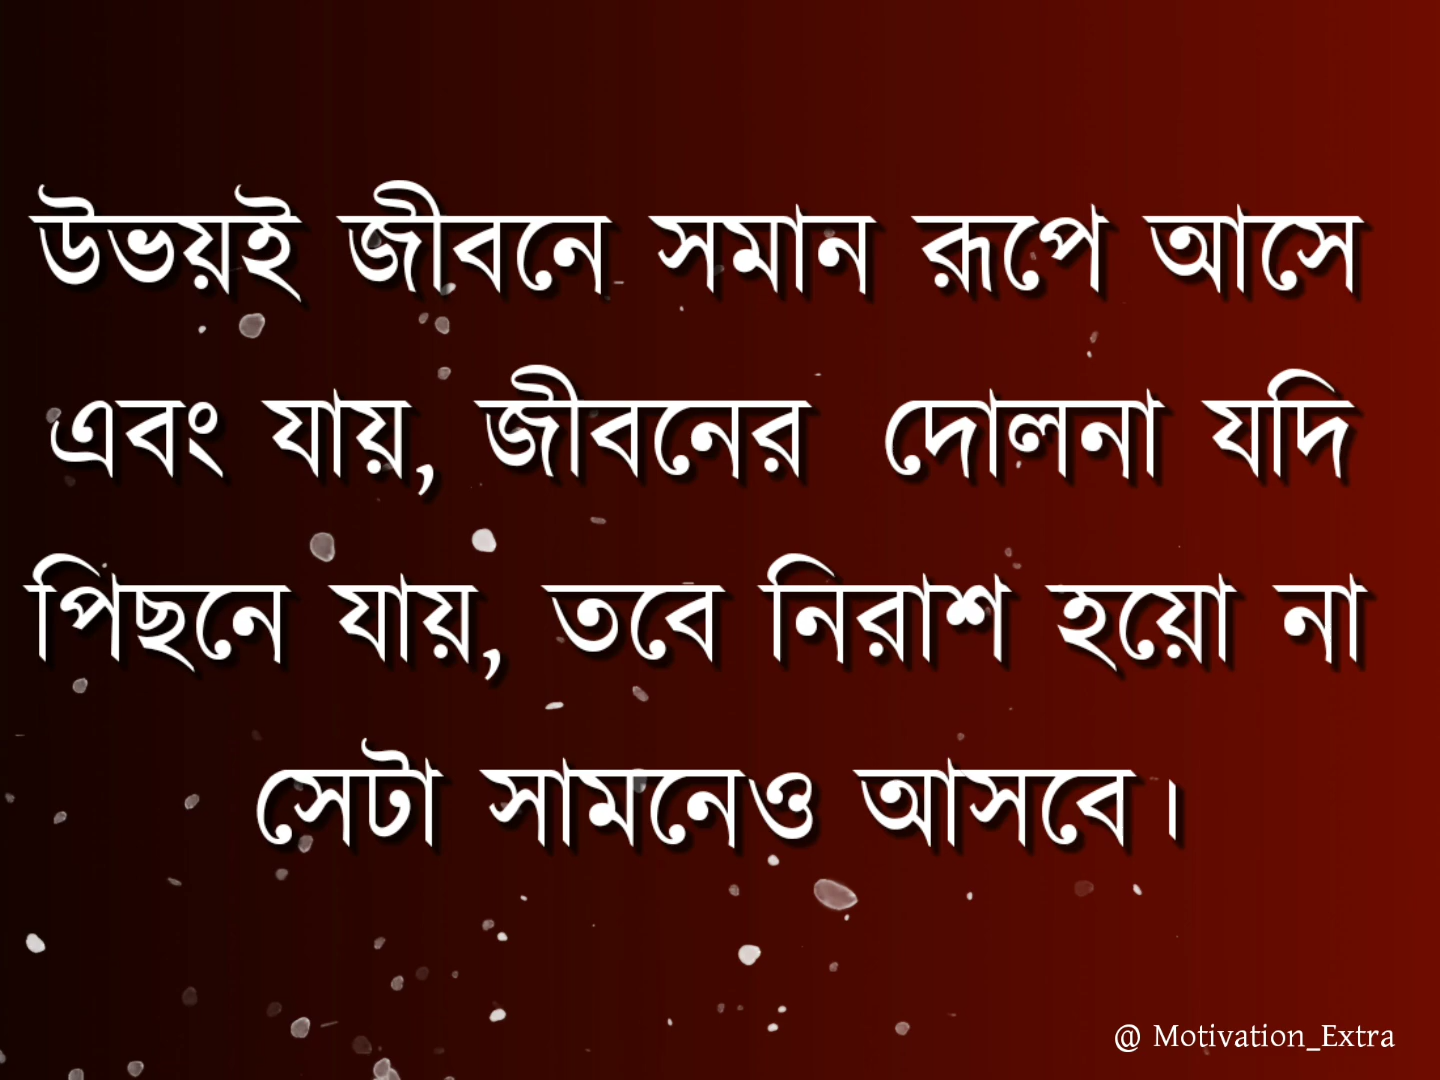 উভয়ই জীবনে সমান রূপে আসে
এবং যায়, জীবনের দোলনা যদি
পিছনে যায়, তবে নিরাশ হয়ো না
সেটা সামনেও আসবে।
@ Motivation_Extra